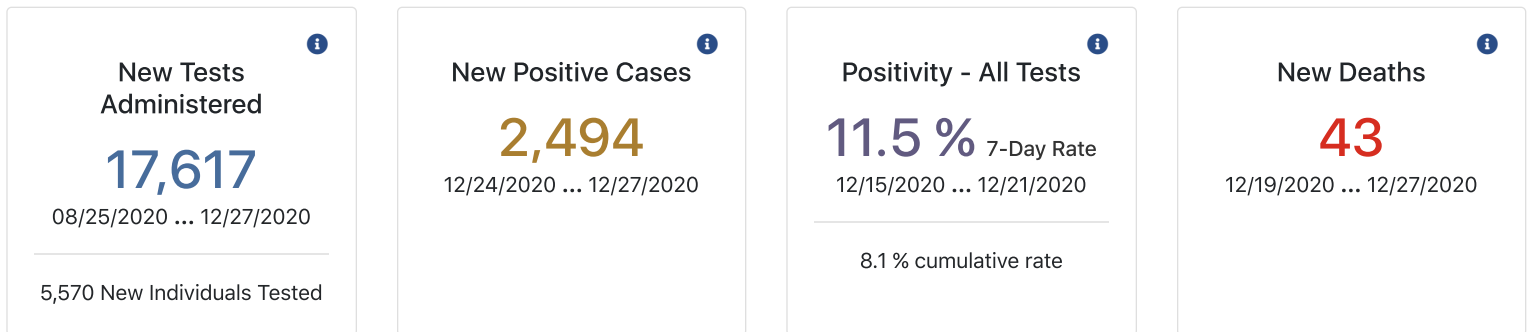 New Tests
Administered
17,617
08/25/2020 ... 12/27/2020
5,570 New Individuals Tested
New Positive Cases
2,494
12/24/2020 ... 12/27/2020
Positivity - All Tests
11.5 % 7-Day Rate
12/15/2020 ... 12/21/2020
8.1 % cumulative rate
New Deaths
43
12/19/2020 ... 12/27/2020